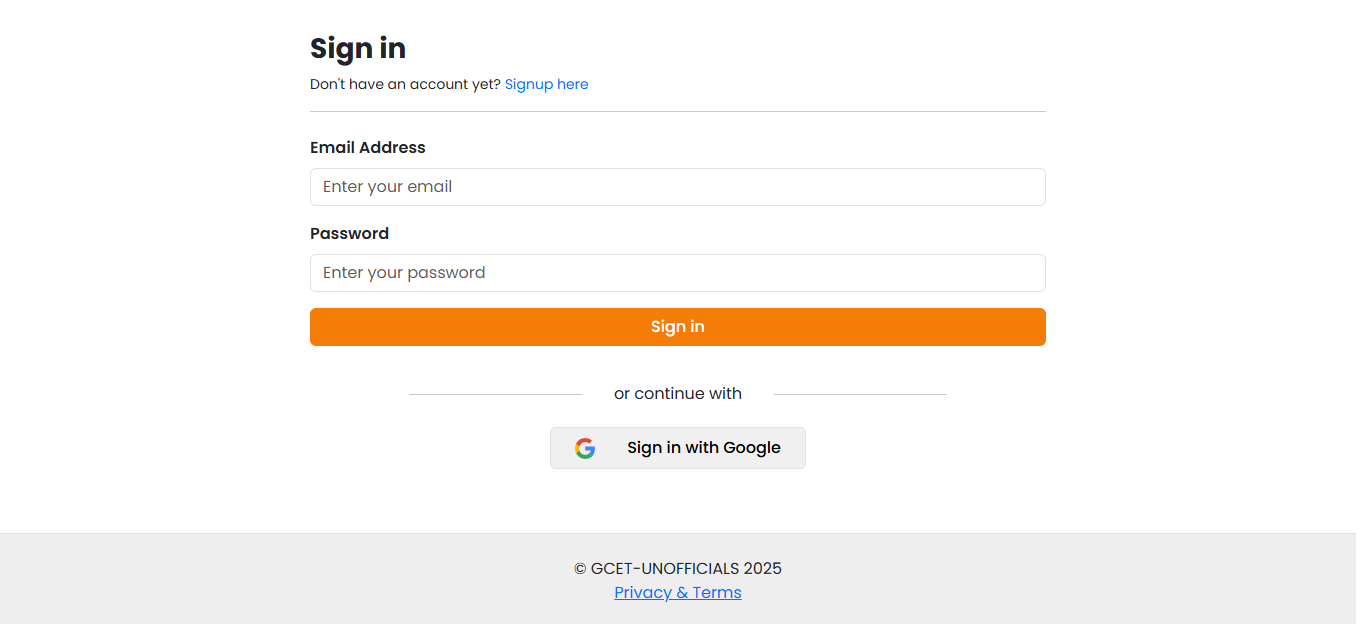 Sign in
Don't have an account yet? Signup here
Email Address
Enter your email
Password
Enter your password
Sign in
or continue with
Sign in with Google
© GCET-UNOFFICIALS 2025
Privacy & Terms